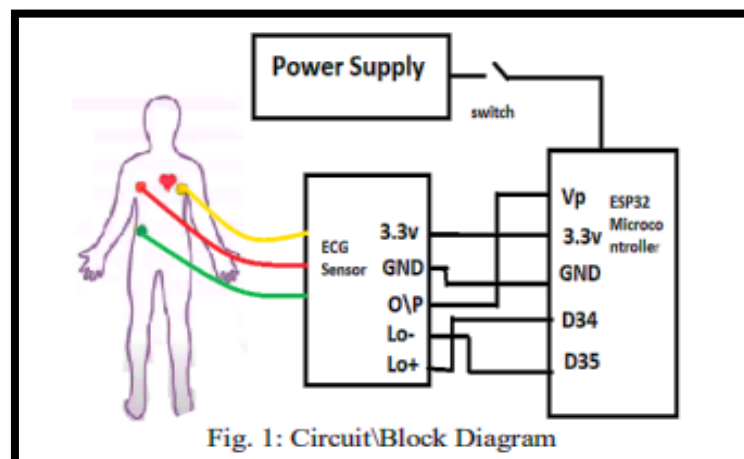 Power Supply
switch
ECG
Sensor
3.3v
GND
O\P
Lo-
Lo+
Vp
3.3v
GND
D34
D35
ESP32
Microco
ntroller
Fig. 1: Circuit\Block Diagram